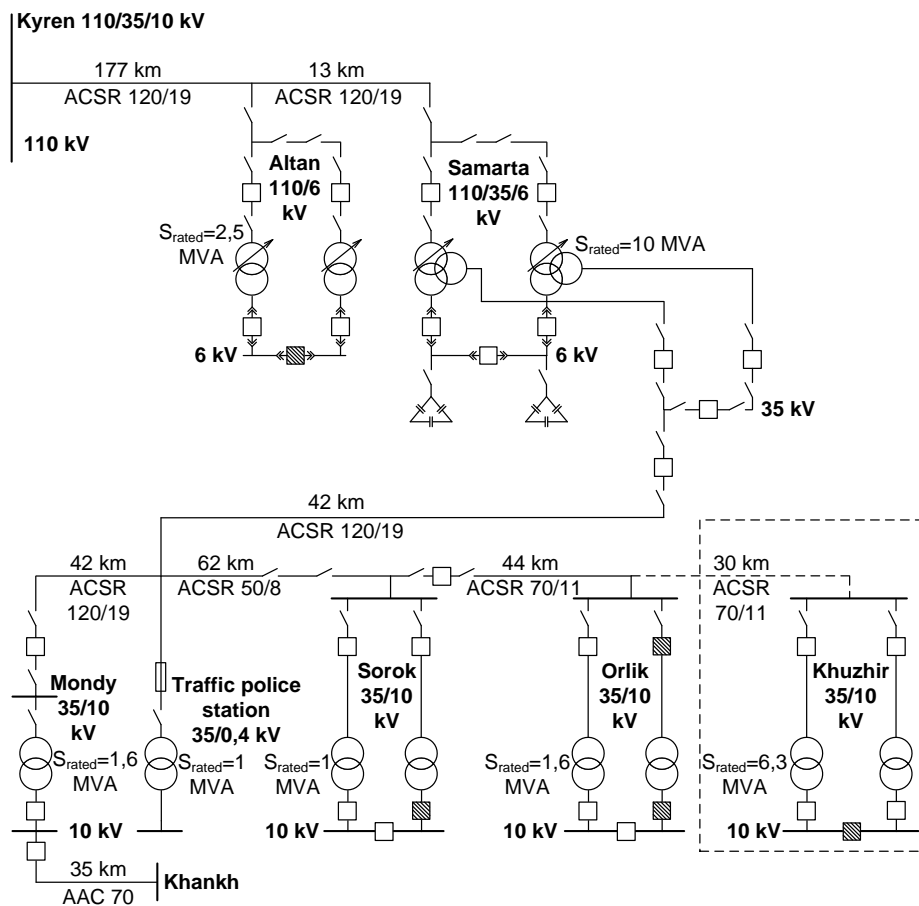 Kyren 110/35/10 kV
177 km
ACSR 120/19
13 km
ACSR 120/19
110 kV
Altan
110/6
kV
Samarta
110/35/6
kV
Srated=2,5
MVA
Srated=10 MVA
6 kV
6 kV
35 kV
42 km
ACSR 120/19
42 km
ACSR
120/19
62 km
ACSR 50/8
44 km
ACSR 70/11
30 km
ACSR
70/11
Mondy
35/10
kV
Traffic police
station
35/0,4 kV
Sorok
35/10
kV
Orlik
35/10
kV
Khuzhir
35/10
kV
Srated=1,6
MVA
Srated=1
MVA
Srated=1
MVA
Srated=1,6
MVA
Srated=6,3
MVA
10 kV
10 kV
10 kV
10 kV
35 km
AAC 70
Khankh